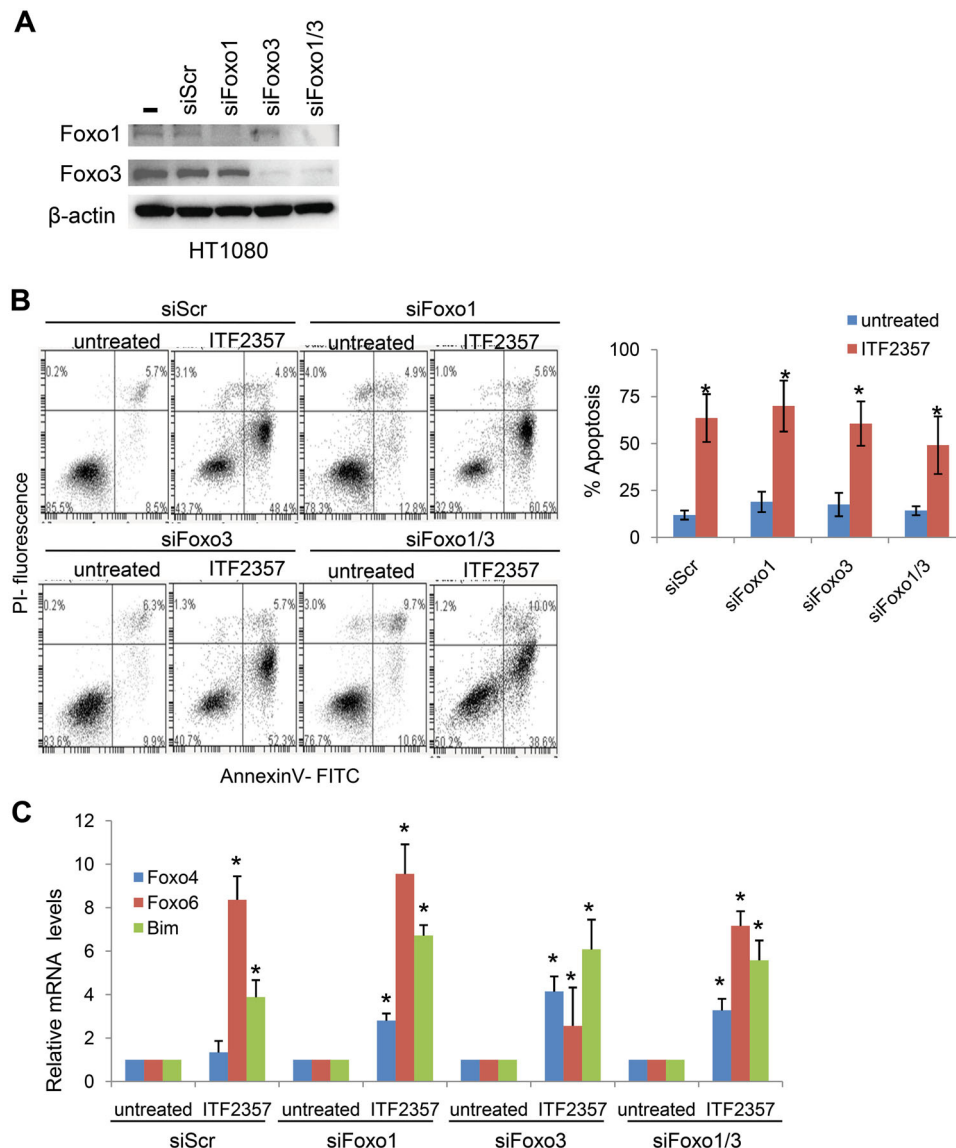 A
- siScr siFoxo1 siFoxo3 siFoxo1/3
Foxo1
Foxo3
β-actin
HT1080
B
siScr siFoxo1
untreated ITF2357 untreated ITF2357
0.2% 5.7% 3.1% 4.8% 4.0% 4.9% 1.0% 5.6%
85.5% 8.5% 43.7% 48.4% 78.3% 12.8% 32.9% 60.5%
siFoxo3 siFoxo1/3
untreated ITF2357 untreated ITF2357
0.2% 6.3% 1.3% 5.7% 3.0% 9.7% 1.2% 10.0%
83.6% 9.9% 40.7% 52.3% 76.7% 10.6% 50.2% 38.6%
PI- fluorescence
AnnexinV- FITC
untreated
ITF2357
100
75
50
25
0
% Apoptosis
* * * *
siScr siFoxo1 siFoxo3 siFoxo1/3
C
12
10
8
6
4
2
0
Relative mRNA levels
Foxo4
Foxo6
Bim
* * * * * * * * * * *
untreated ITF2357 untreated ITF2357 untreated ITF2357 untreated ITF2357
siScr siFoxo1 siFoxo3 siFoxo1/3